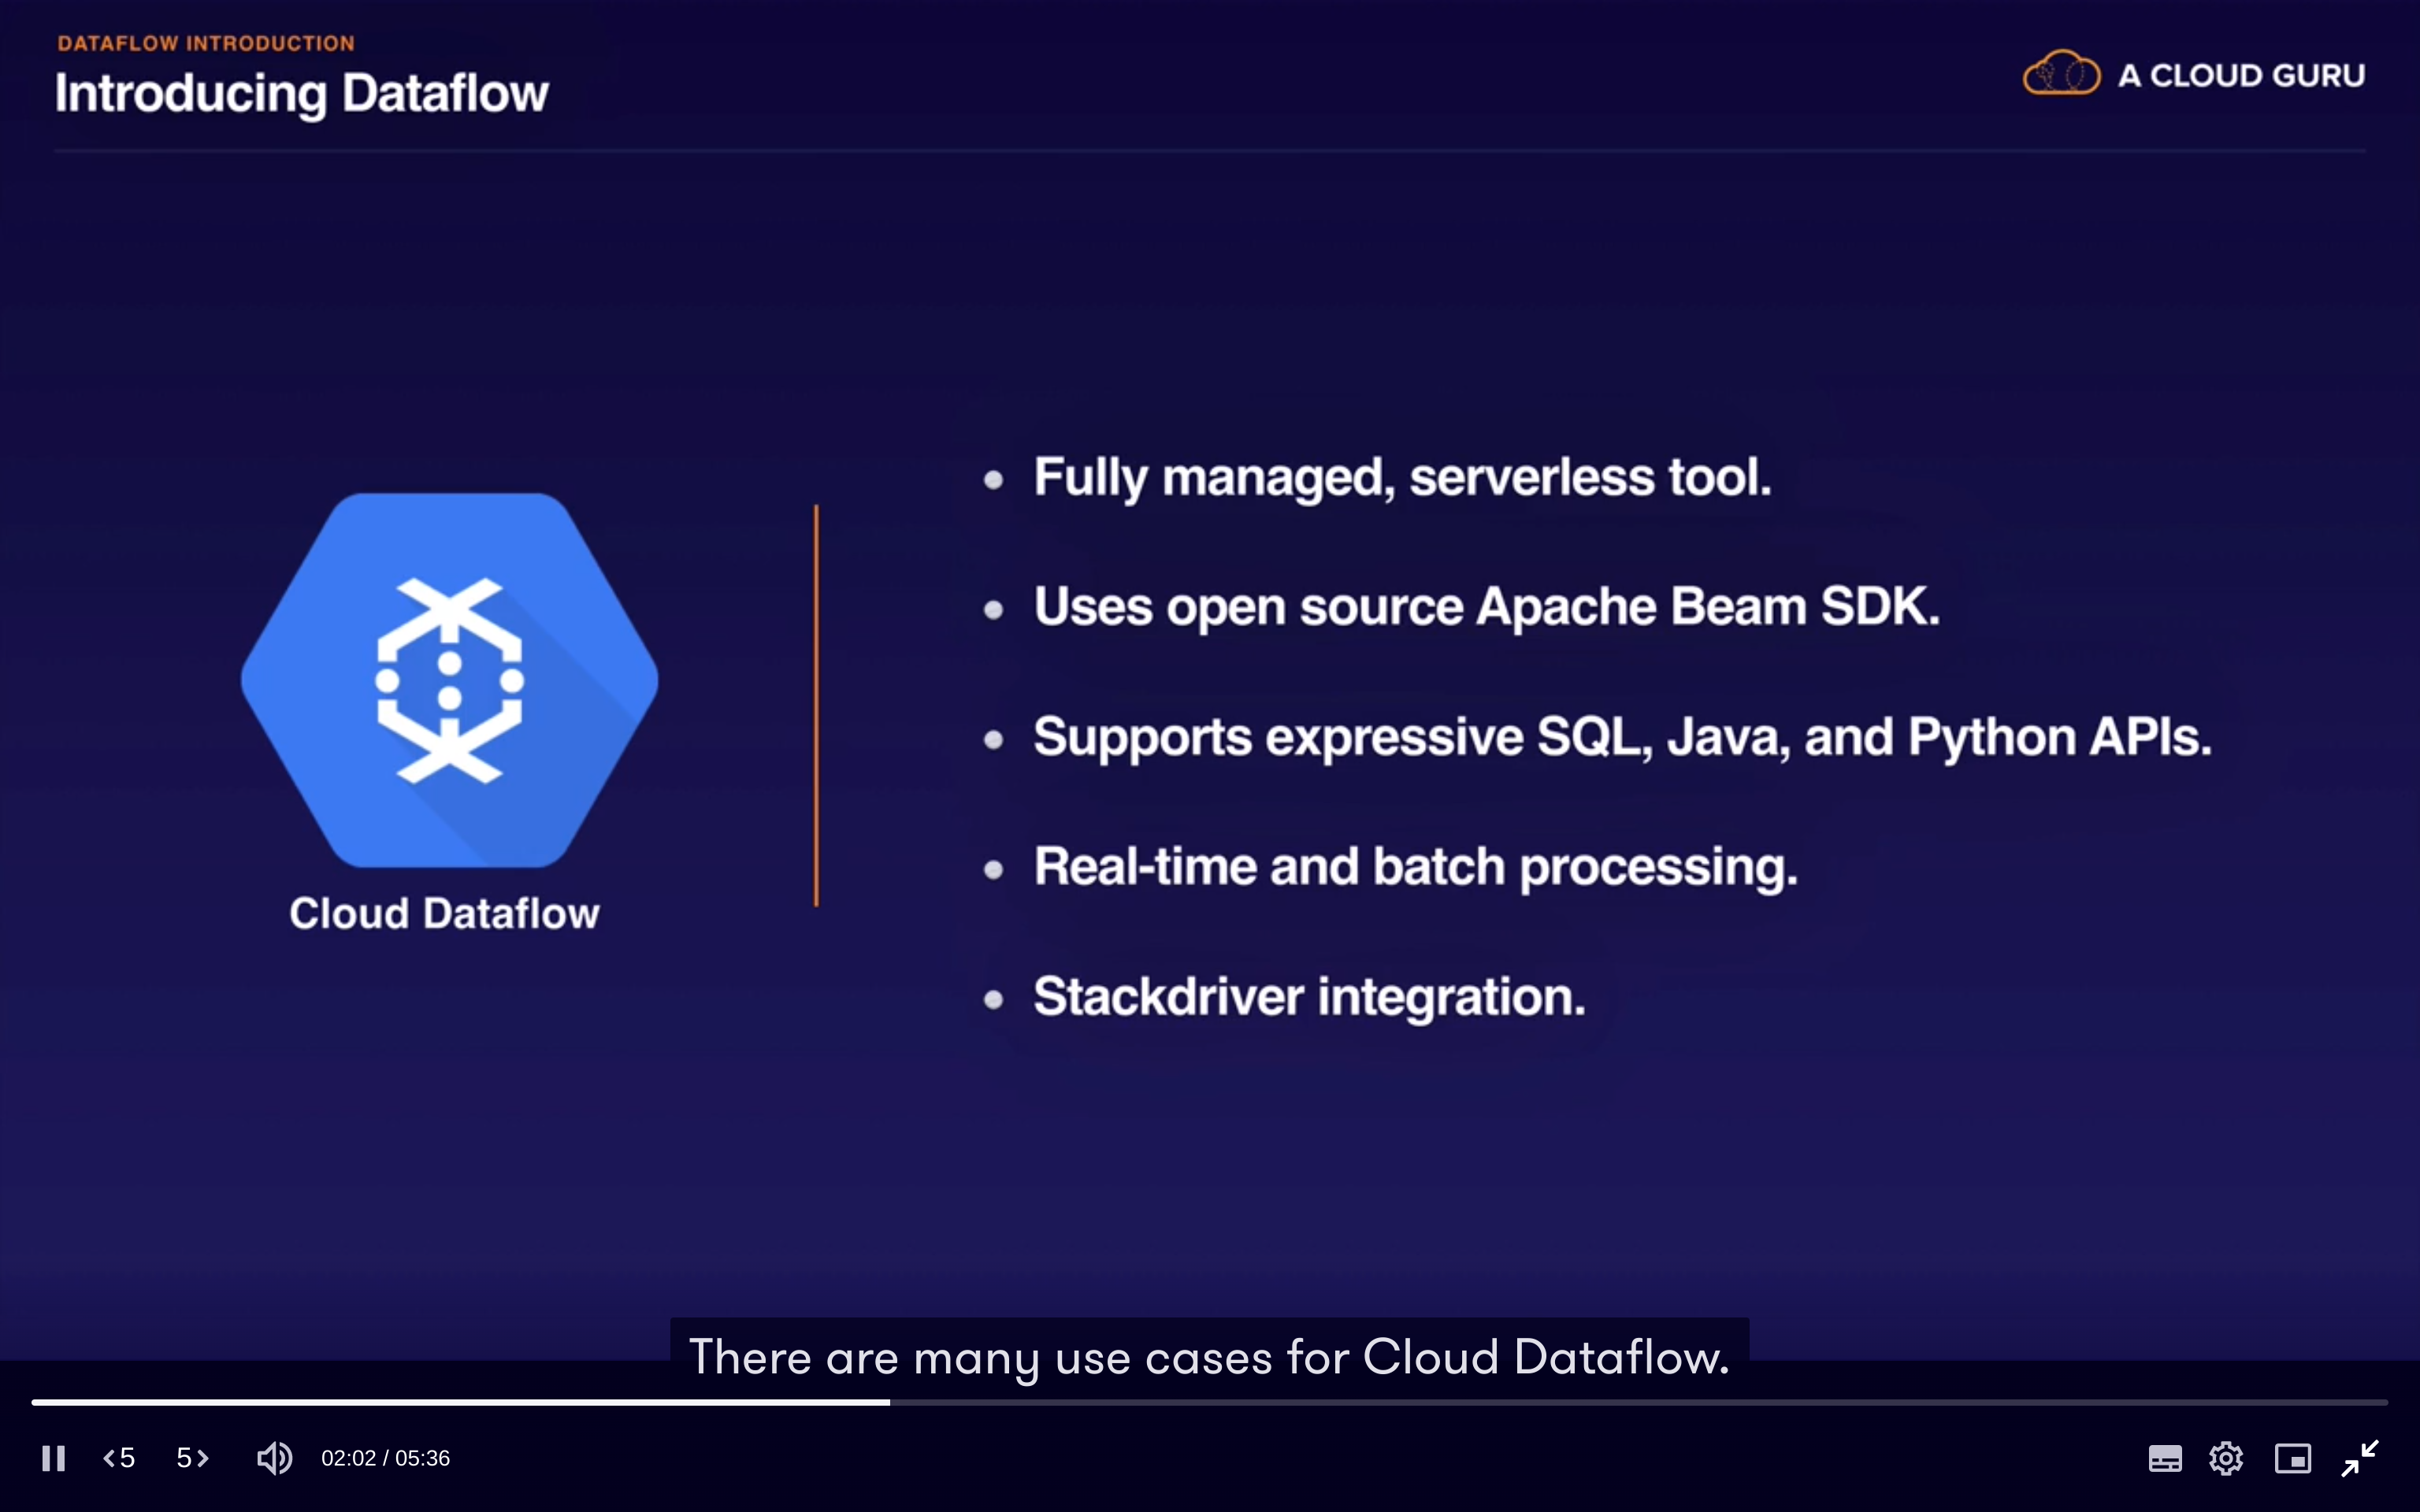 DATAFLOW INTRODUCTION
Introducing Dataflow
A CLOUD GURU
Cloud Dataflow
• Fully managed, serverless tool.
• Uses open source Apache Beam SDK.
• Supports expressive SQL, Java, and Python APIs.
• Real-time and batch processing.
• Stackdriver integration.
There are many use cases for Cloud Dataflow.
<5 5> 02:02 / 05:36